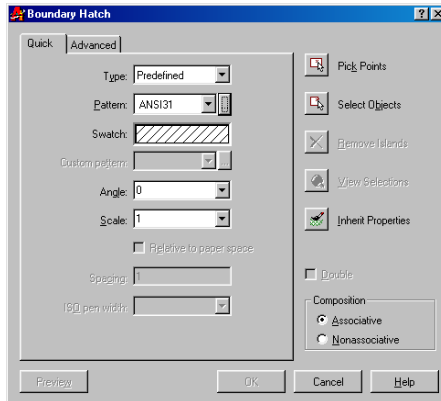 Boundary Hatch
Quick
Advanced
Type: Predefined
Pattern: ANSI31
Swatch:
Custom pattern:
Angle: 0
Scale: 1
Relative to paper space
Spacing: 1
ISO pen width:
Pick Points
Select Objects
Remove Islands
View Selections
Inherit Properties
Double
Composition
Associative
Nonassociative
Preview
OK
Cancel
Help